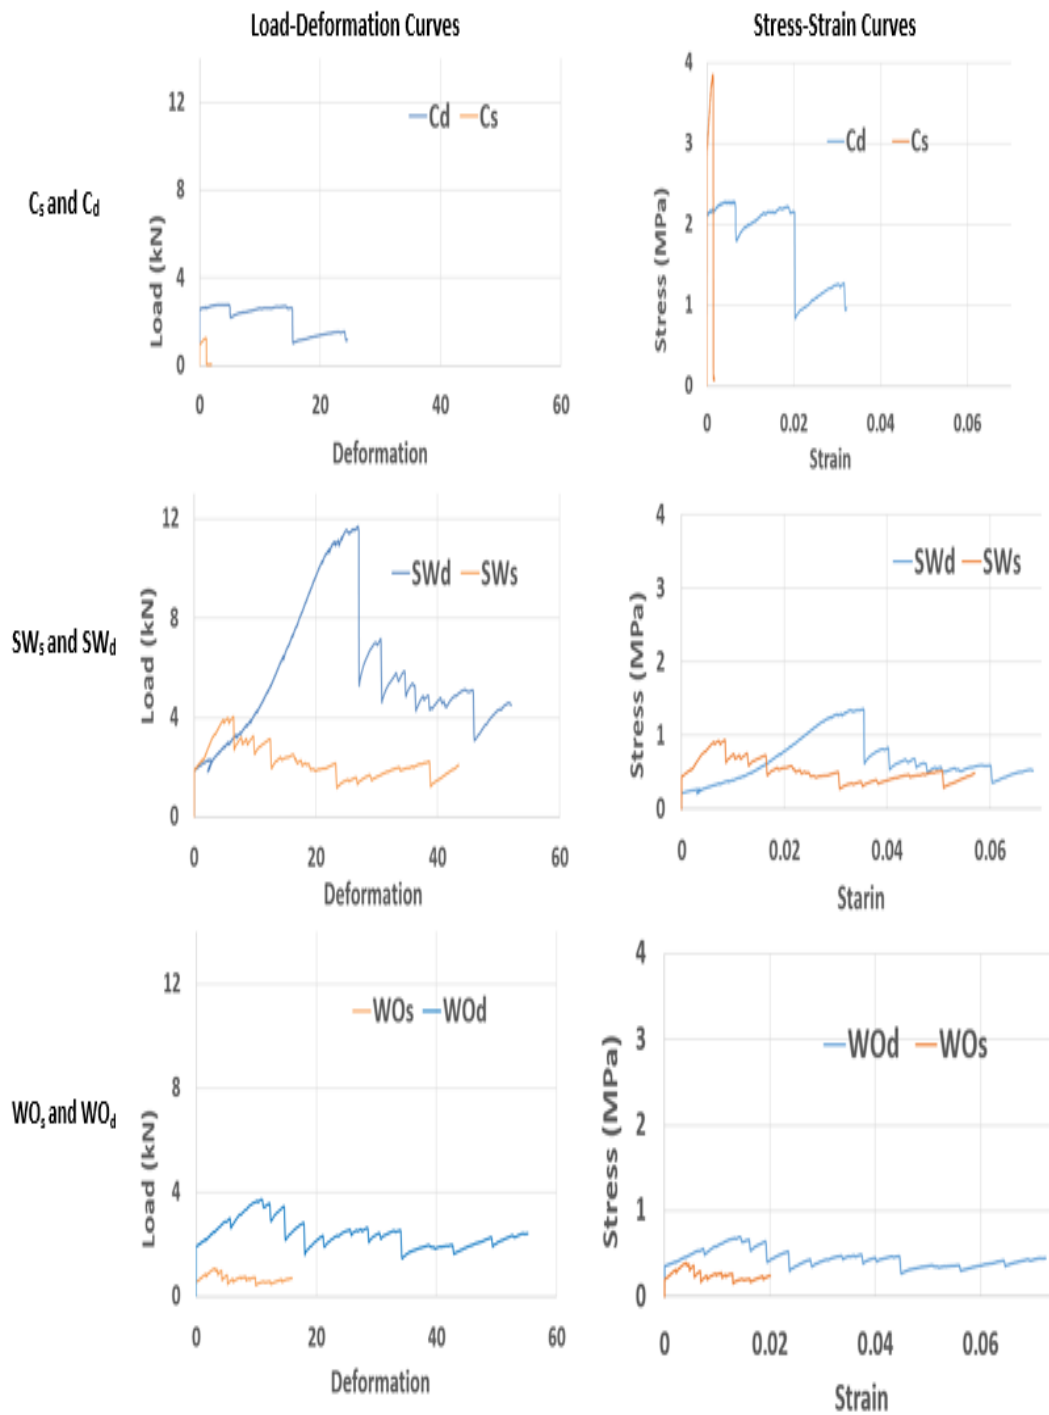 Load-Deformation Curves
Stress-Strain Curves
Cs and Cd
Load (kN)
12
8
4
0
Cd Cs
0 20 40 60
Deformation
Stress (MPa)
4
3
2
1
0
Cd Cs
0 0.02 0.04 0.06
Strain
SWs and SWd
Load (kN)
12
8
4
0
SWd SWs
0 20 40 60
Deformation
Stress (MPa)
4
3
2
1
0
SWd SWs
0 0.02 0.04 0.06
Starin
WOs and WOd
Load (kN)
12
8
4
0
WOs WOd
0 20 40 60
Deformation
Stress (MPa)
4
3
2
1
0
WOd WOs
0 0.02 0.04 0.06
Strain